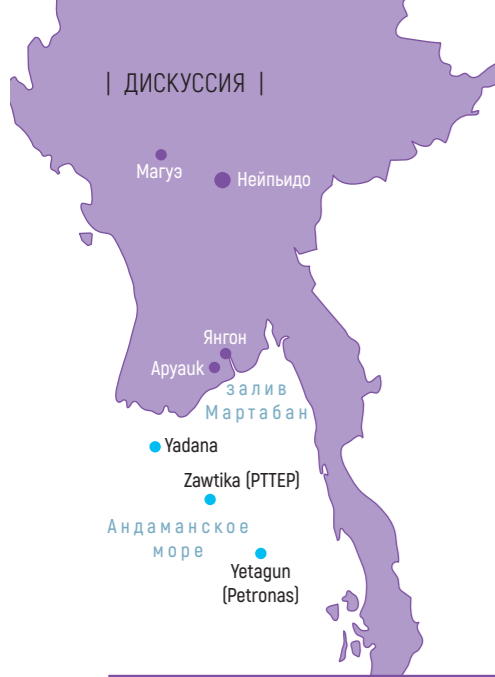 | ДИСКУССИЯ |
Магуэ
Нейпьидо
Янгон
Apyauk
залив
Мартабан
Yadana
Zawtika (PTTEP)
Андаманское
море
Yetagun
(Petronas)